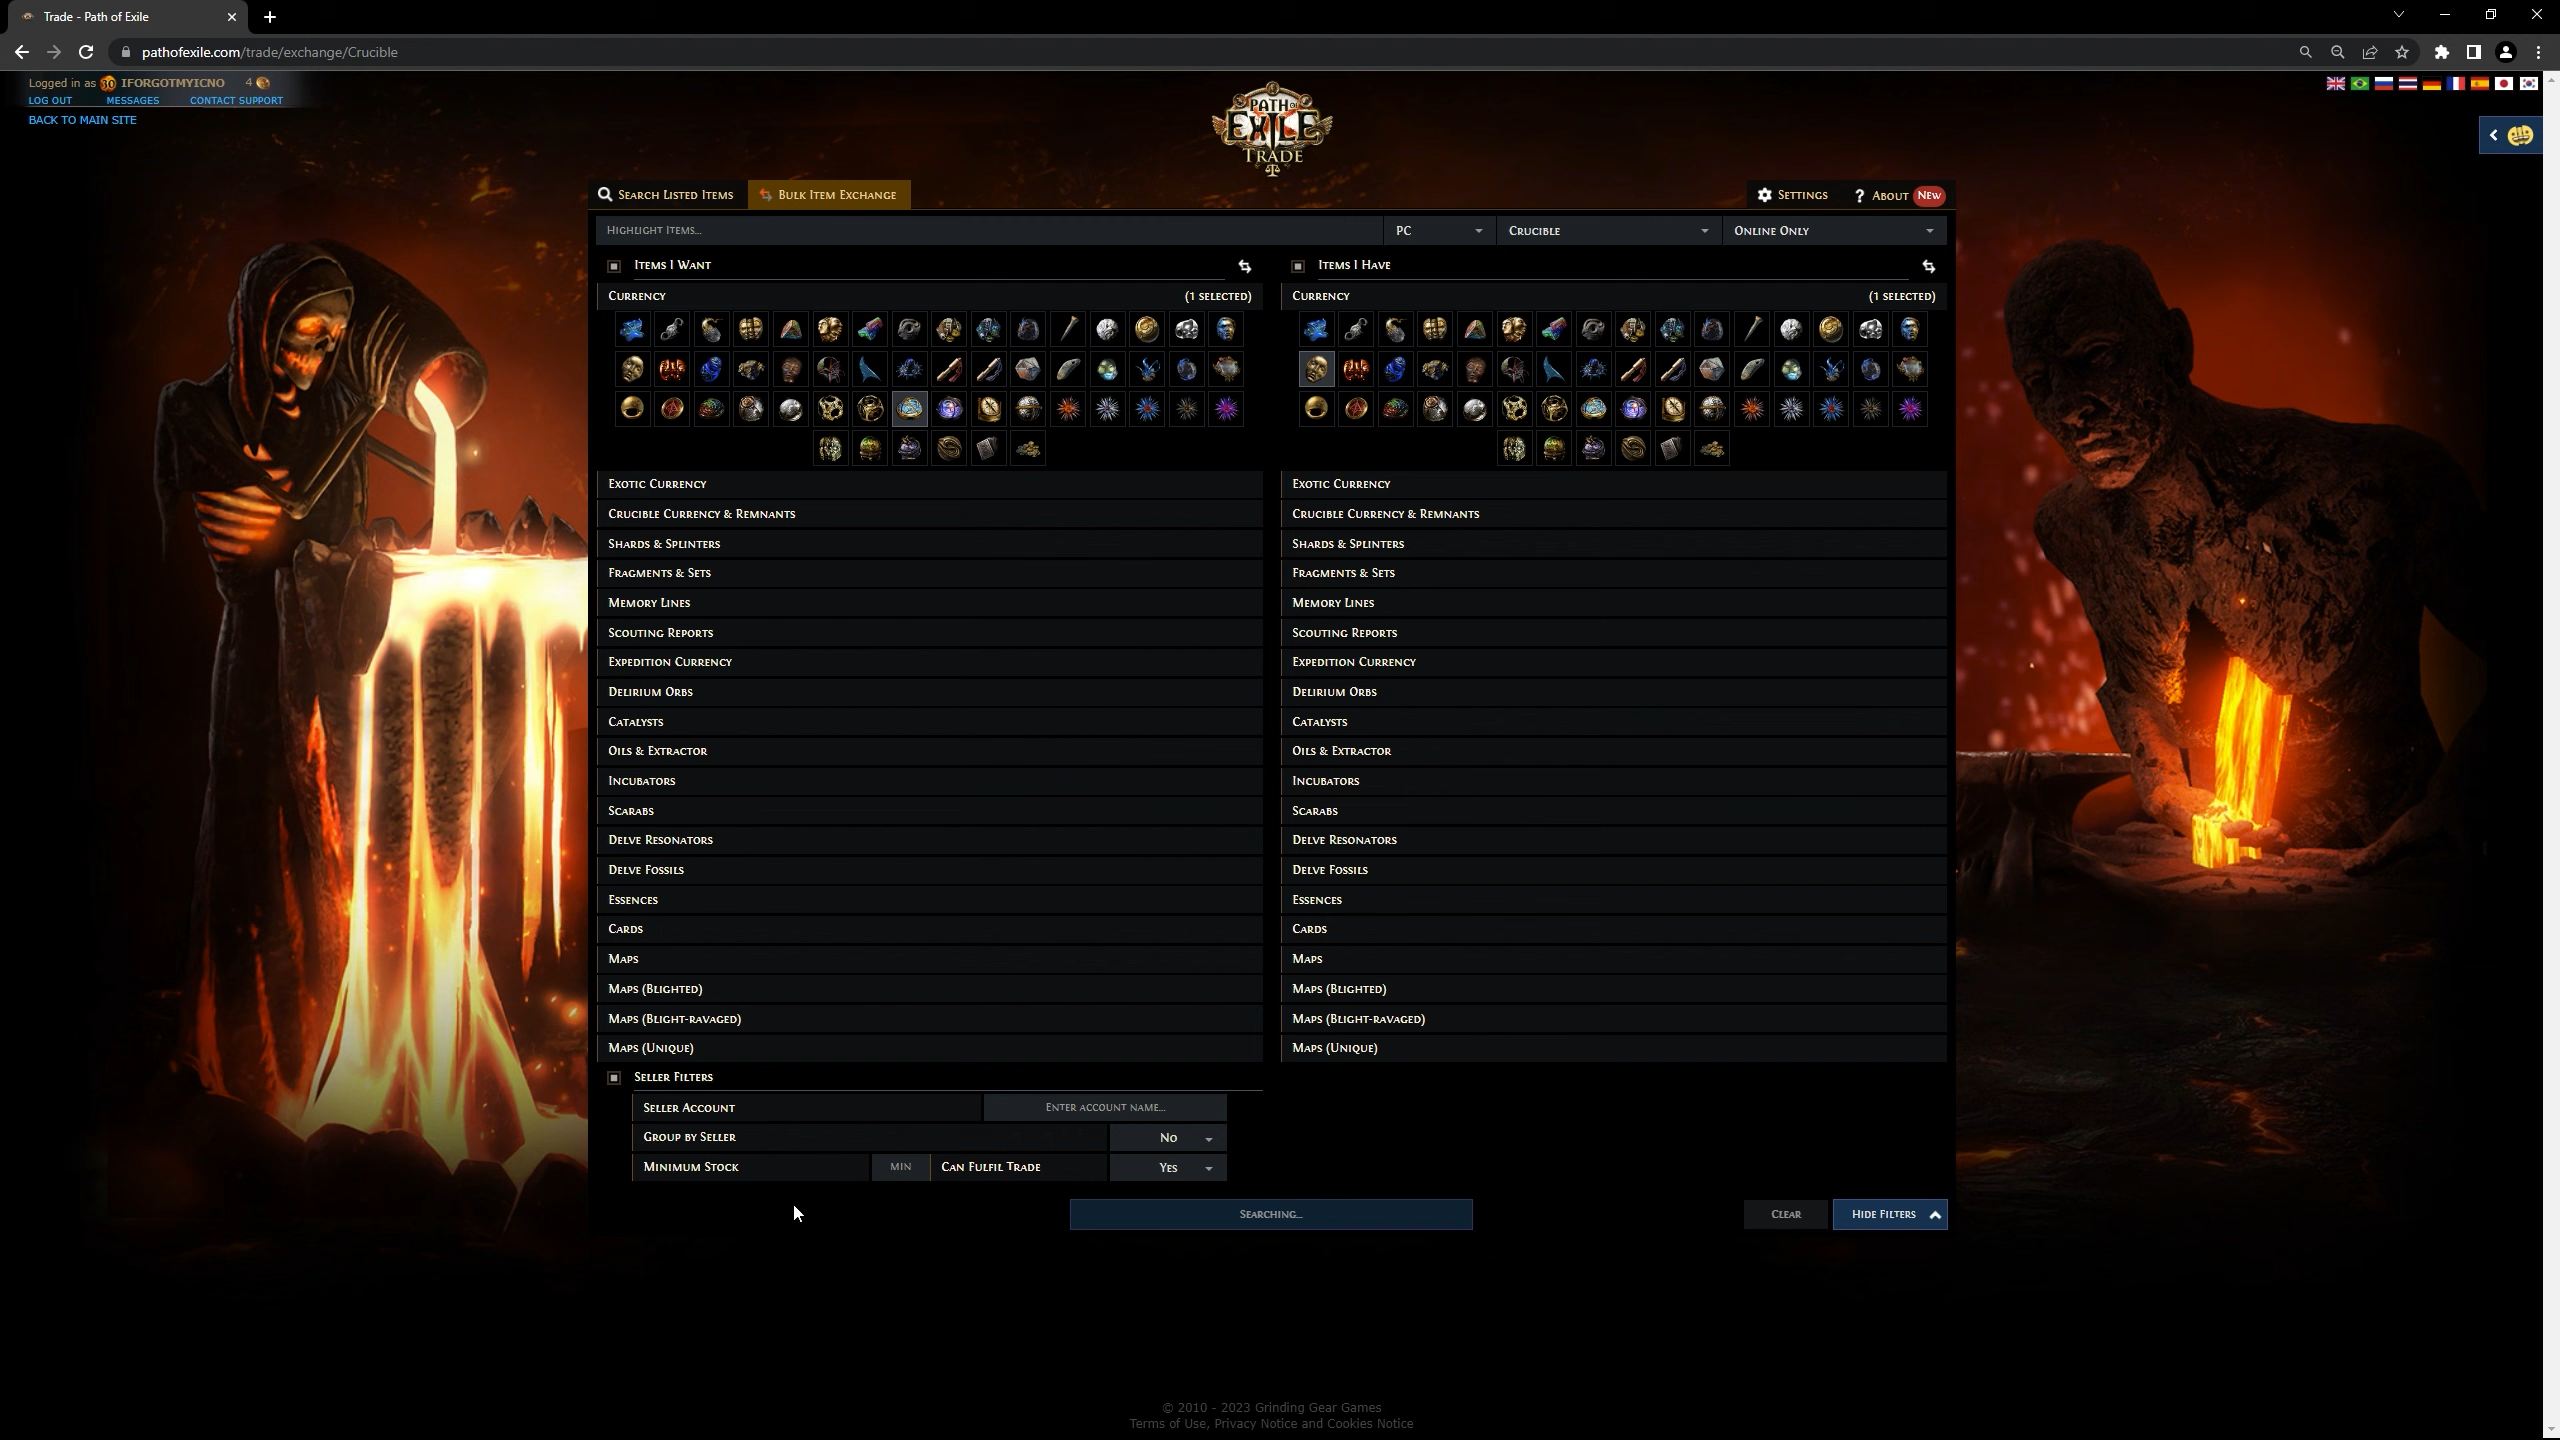 Trade - Path of Exile
pathofexile.com/trade/exchange/Crucible
Logged in as IFORGOTMYICNO 4
LOG OUT MESSAGES CONTACT SUPPORT
BACK TO MAIN SITE
PATH OF
EXILE
TRADE
Search Listed Items Bulk Item Exchange Settings ? About New
Highlight Items... PC Crucible Online Only
Items I Want Items I Have
Currency (1 selected) Currency (1 selected)
Exotic Currency Exotic Currency
Crucible Currency & Remnants Crucible Currency & Remnants
Shards & Splinters Shards & Splinters
Fragments & Sets Fragments & Sets
Memory Lines Memory Lines
Scouting Reports Scouting Reports
Expedition Currency Expedition Currency
Delirium Orbs Delirium Orbs
Catalysts Catalysts
Oils & Extractor Oils & Extractor
Incubators Incubators
Scarabs Scarabs
Delve Resonators Delve Resonators
Delve Fossils Delve Fossils
Essences Essences
Cards Cards
Maps Maps
Maps (Blighted) Maps (Blighted)
Maps (Blight-ravaged) Maps (Blight-ravaged)
Maps (Unique) Maps (Unique)
Seller Filters
Seller Account Enter account name...
Group by Seller No
Minimum Stock MIN Can Fulfil Trade Yes
Searching... Clear Hide Filters
© 2010 - 2023 Grinding Gear Games
Terms of Use, Privacy Notice and Cookies Notice